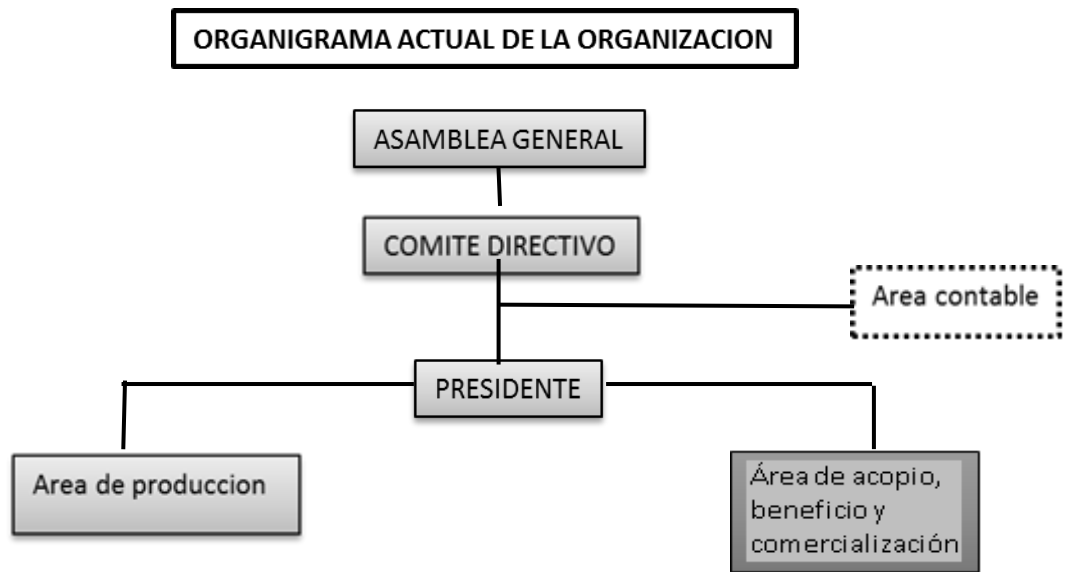 ORGANIGRAMA ACTUAL DE LA ORGANIZACION
ASAMBLEA GENERAL
COMITE DIRECTIVO
Area contable
PRESIDENTE
Area de produccion
Área de acopio,
beneficio y
comercialización